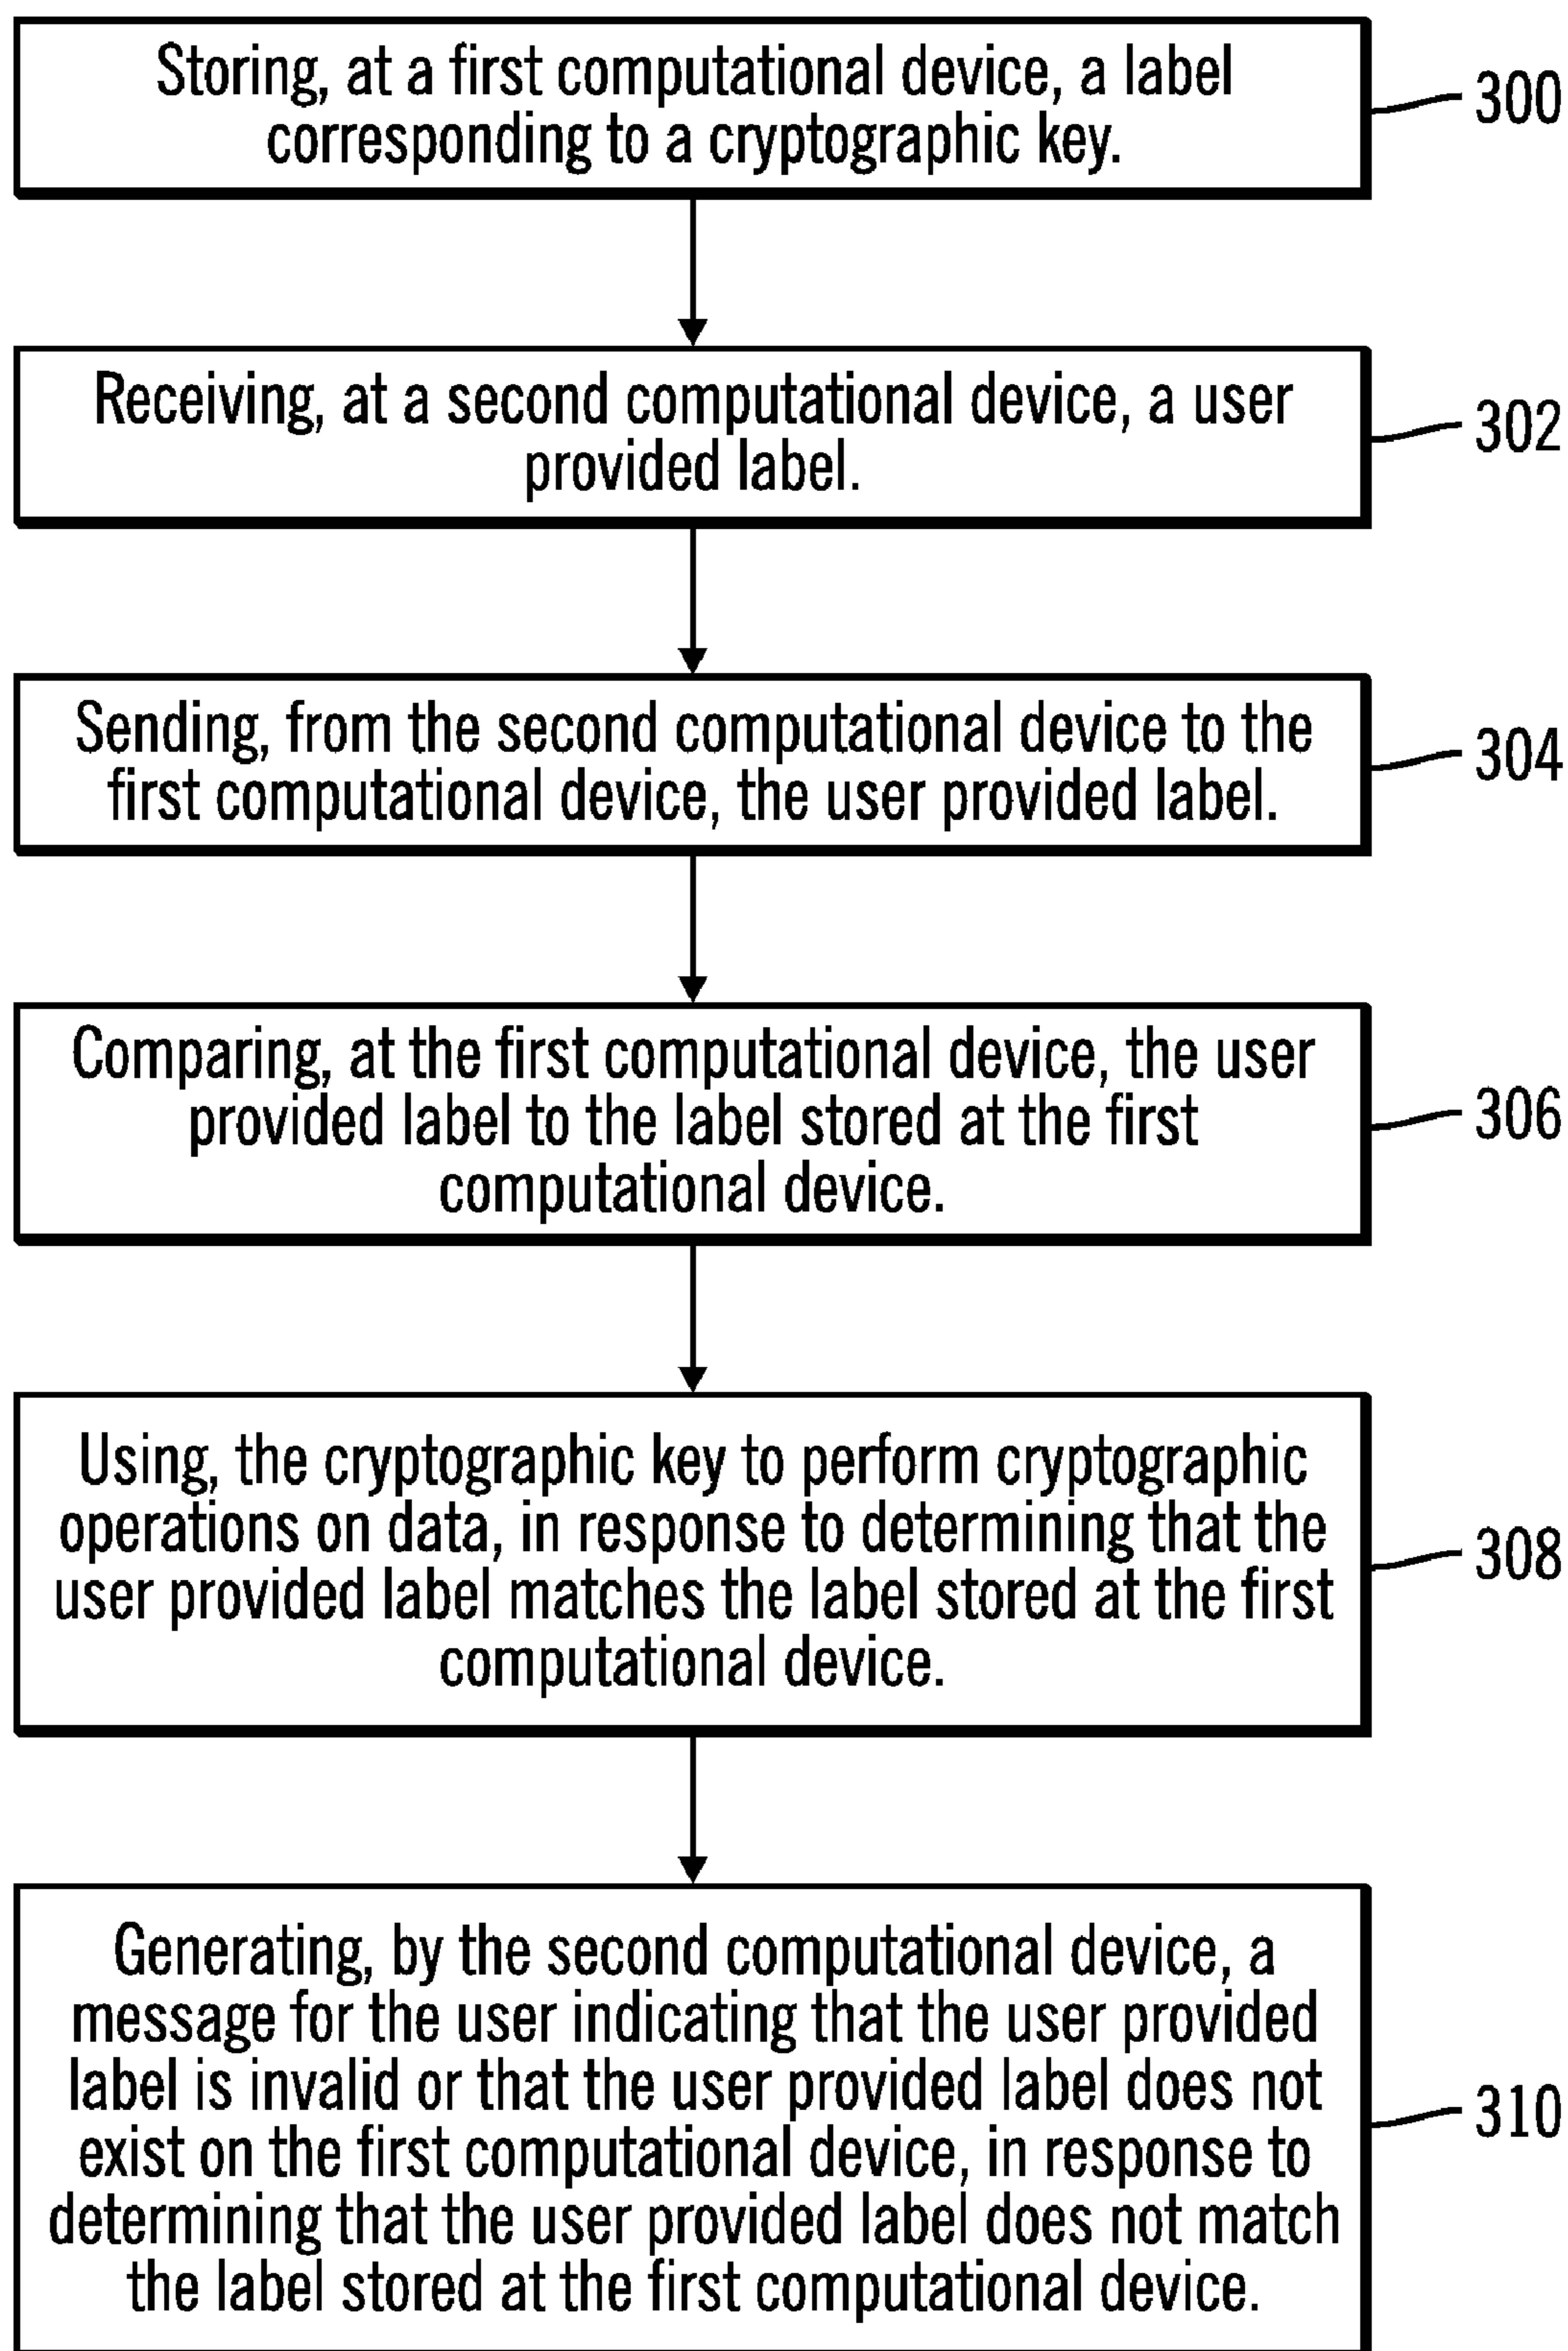 Storing, at a first computational device, a label
corresponding to a cryptographic key.
300
Receiving, at a second computational device, a user
provided label.
302
Sending, from the second computational device to the
first computational device, the user provided label.
304
Comparing, at the first computational device, the user
provided label to the label stored at the first
computational device.
306
Using, the cryptographic key to perform cryptographic
operations on data, in response to determining that the
user provided label matches the label stored at the first
computational device.
308
Generating, by the second computational device, a
message for the user indicating that the user provided
label is invalid or that the user provided label does not
exist on the first computational device, in response to
determining that the user provided label does not match
the label stored at the first computational device.
310